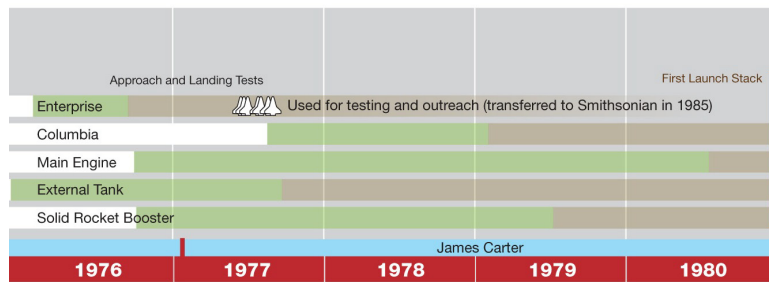 Approach and Landing Tests
First Launch Stack
Enterprise
Used for testing and outreach (transferred to Smithsonian in 1985)
Columbia
Main Engine
External Tank
Solid Rocket Booster
James Carter
1976 1977 1978 1979 1980